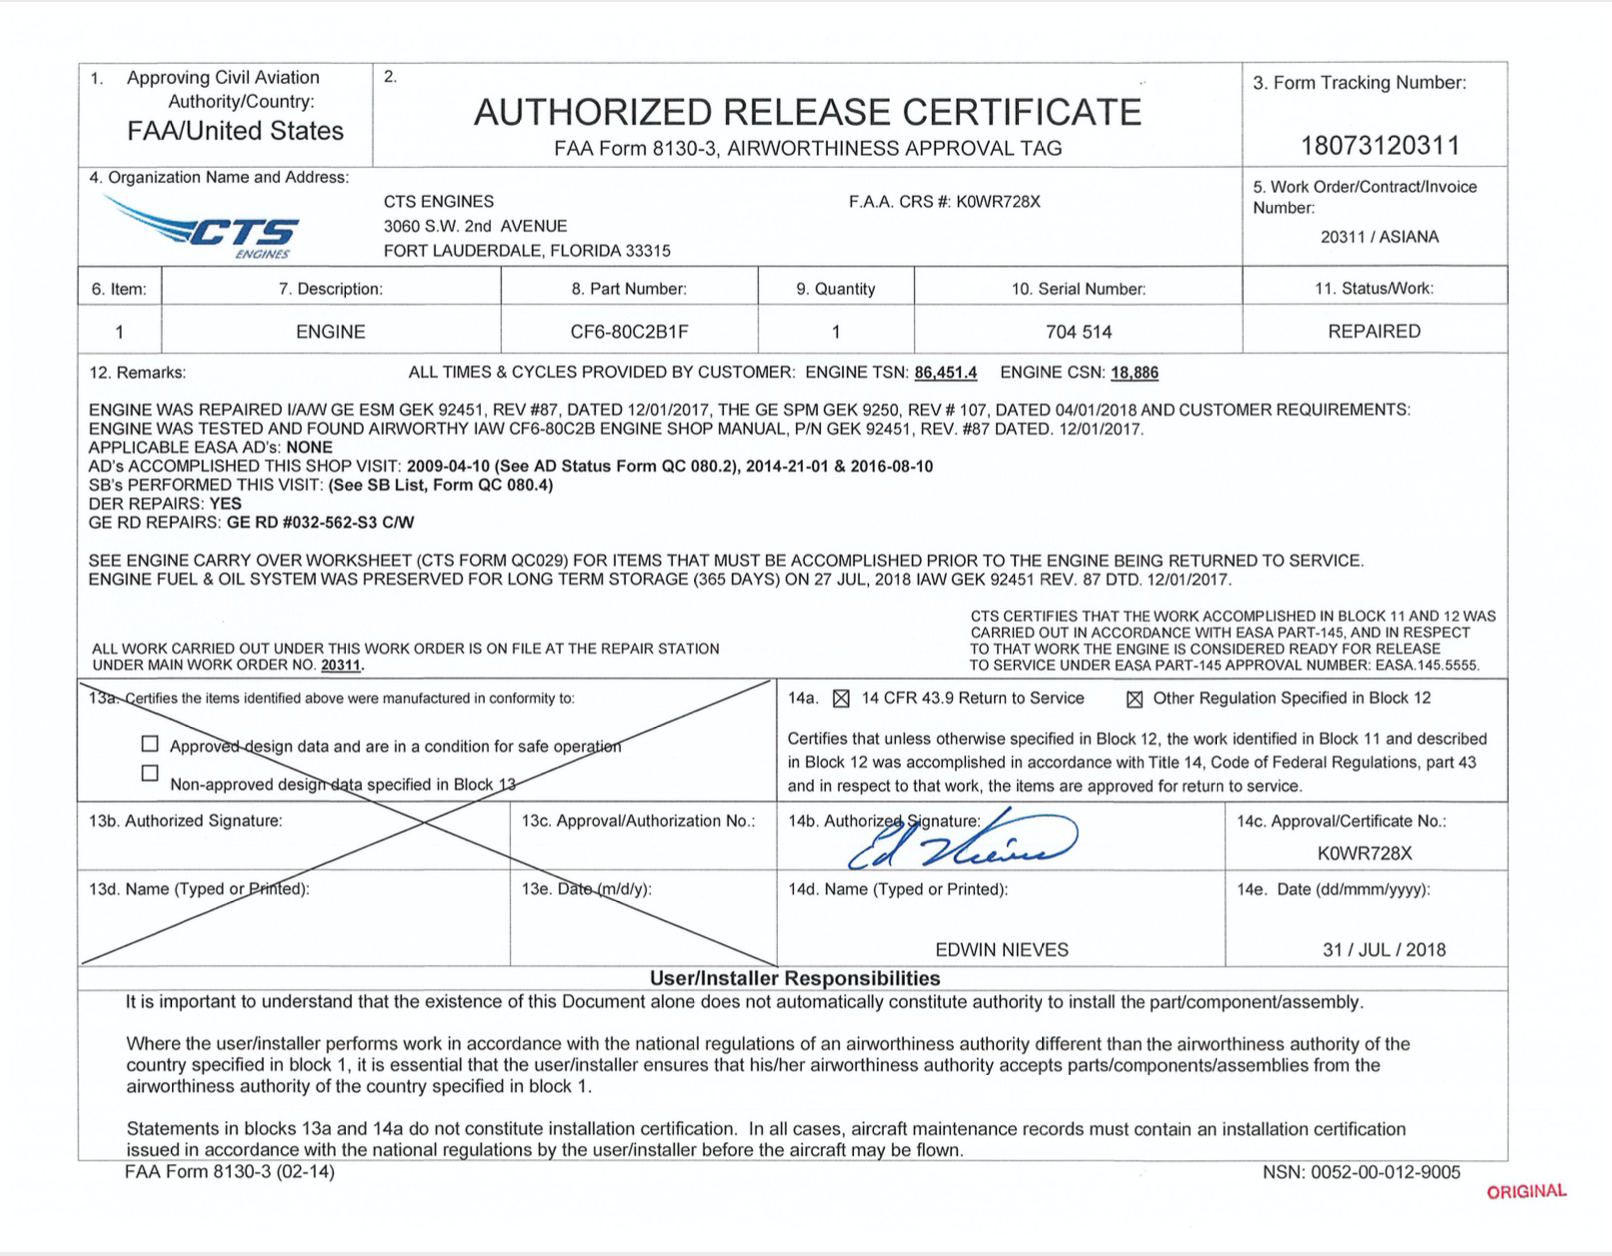 1. Approving Civil Aviation
Authority/Country:
FAA/United States
2.
AUTHORIZED RELEASE CERTIFICATE
FAA Form 8130-3, AIRWORTHINESS APPROVAL TAG
3. Form Tracking Number:
18073120311
4. Organization Name and Address:
CTS
ENGINES
CTS ENGINES
3060 S.W. 2nd AVENUE
FORT LAUDERDALE, FLORIDA 33315
F.A.A. CRS #: K0WR728X
5. Work Order/Contract/Invoice
Number:
20311 / ASIANA
6. Item: 7. Description: 8. Part Number: 9. Quantity 10. Serial Number: 11. Status/Work:
1 ENGINE CF6-80C2B1F 1 704 514 REPAIRED
12. Remarks: ALL TIMES & CYCLES PROVIDED BY CUSTOMER: ENGINE TSN: 86,451.4 ENGINE CSN: 18,886
ENGINE WAS REPAIRED I/A/W GE ESM GEK 92451, REV #87, DATED 12/01/2017, THE GE SPM GEK 9250, REV # 107, DATED 04/01/2018 AND CUSTOMER REQUIREMENTS:
ENGINE WAS TESTED AND FOUND AIRWORTHY IAW CF6-80C2B ENGINE SHOP MANUAL, P/N GEK 92451, REV. #87 DATED. 12/01/2017.
APPLICABLE EASA AD's: NONE
AD's ACCOMPLISHED THIS SHOP VISIT: 2009-04-10 (See AD Status Form QC 080.2), 2014-21-01 & 2016-08-10
SB's PERFORMED THIS VISIT: (See SB List, Form QC 080.4)
DER REPAIRS: YES
GE RD REPAIRS: GE RD #032-562-S3 C/W
SEE ENGINE CARRY OVER WORKSHEET (CTS FORM QC029) FOR ITEMS THAT MUST BE ACCOMPLISHED PRIOR TO THE ENGINE BEING RETURNED TO SERVICE.
ENGINE FUEL & OIL SYSTEM WAS PRESERVED FOR LONG TERM STORAGE (365 DAYS) ON 27 JUL, 2018 IAW GEK 92451 REV. 87 DTD. 12/01/2017.
ALL WORK CARRIED OUT UNDER THIS WORK ORDER IS ON FILE AT THE REPAIR STATION
UNDER MAIN WORK ORDER NO. 20311.
CTS CERTIFIES THAT THE WORK ACCOMPLISHED IN BLOCK 11 AND 12 WAS
CARRIED OUT IN ACCORDANCE WITH EASA PART-145, AND IN RESPECT
TO THAT WORK THE ENGINE IS CONSIDERED READY FOR RELEASE
TO SERVICE UNDER EASA PART-145 APPROVAL NUMBER: EASA.145.5555.
13a. Certifies the items identified above were manufactured in conformity to:
Approved design data and are in a condition for safe operation
Non-approved design data specified in Block 13
14a. ☒ 14 CFR 43.9 Return to Service ☒ Other Regulation Specified in Block 12
Certifies that unless otherwise specified in Block 12, the work identified in Block 11 and described
in Block 12 was accomplished in accordance with Title 14, Code of Federal Regulations, part 43
and in respect to that work, the items are approved for return to service.
13b. Authorized Signature:
13c. Approval/Authorization No.:
14b. Authorized Signature:
Ed Nieves
14c. Approval/Certificate No.:
K0WR728X
13d. Name (Typed or Printed):
13e. Date (m/d/y):
14d. Name (Typed or Printed):
EDWIN NIEVES
14e. Date (dd/mmm/yyyy):
31 / JUL / 2018
User/Installer Responsibilities
It is important to understand that the existence of this Document alone does not automatically constitute authority to install the part/component/assembly.
Where the user/installer performs work in accordance with the national regulations of an airworthiness authority different than the airworthiness authority of the
country specified in block 1, it is essential that the user/installer ensures that his/her airworthiness authority accepts parts/components/assemblies from the
airworthiness authority of the country specified in block 1.
Statements in blocks 13a and 14a do not constitute installation certification. In all cases, aircraft maintenance records must contain an installation certification
issued in accordance with the national regulations by the user/installer before the aircraft may be flown.
FAA Form 8130-3 (02-14)
NSN: 0052-00-012-9005
ORIGINAL